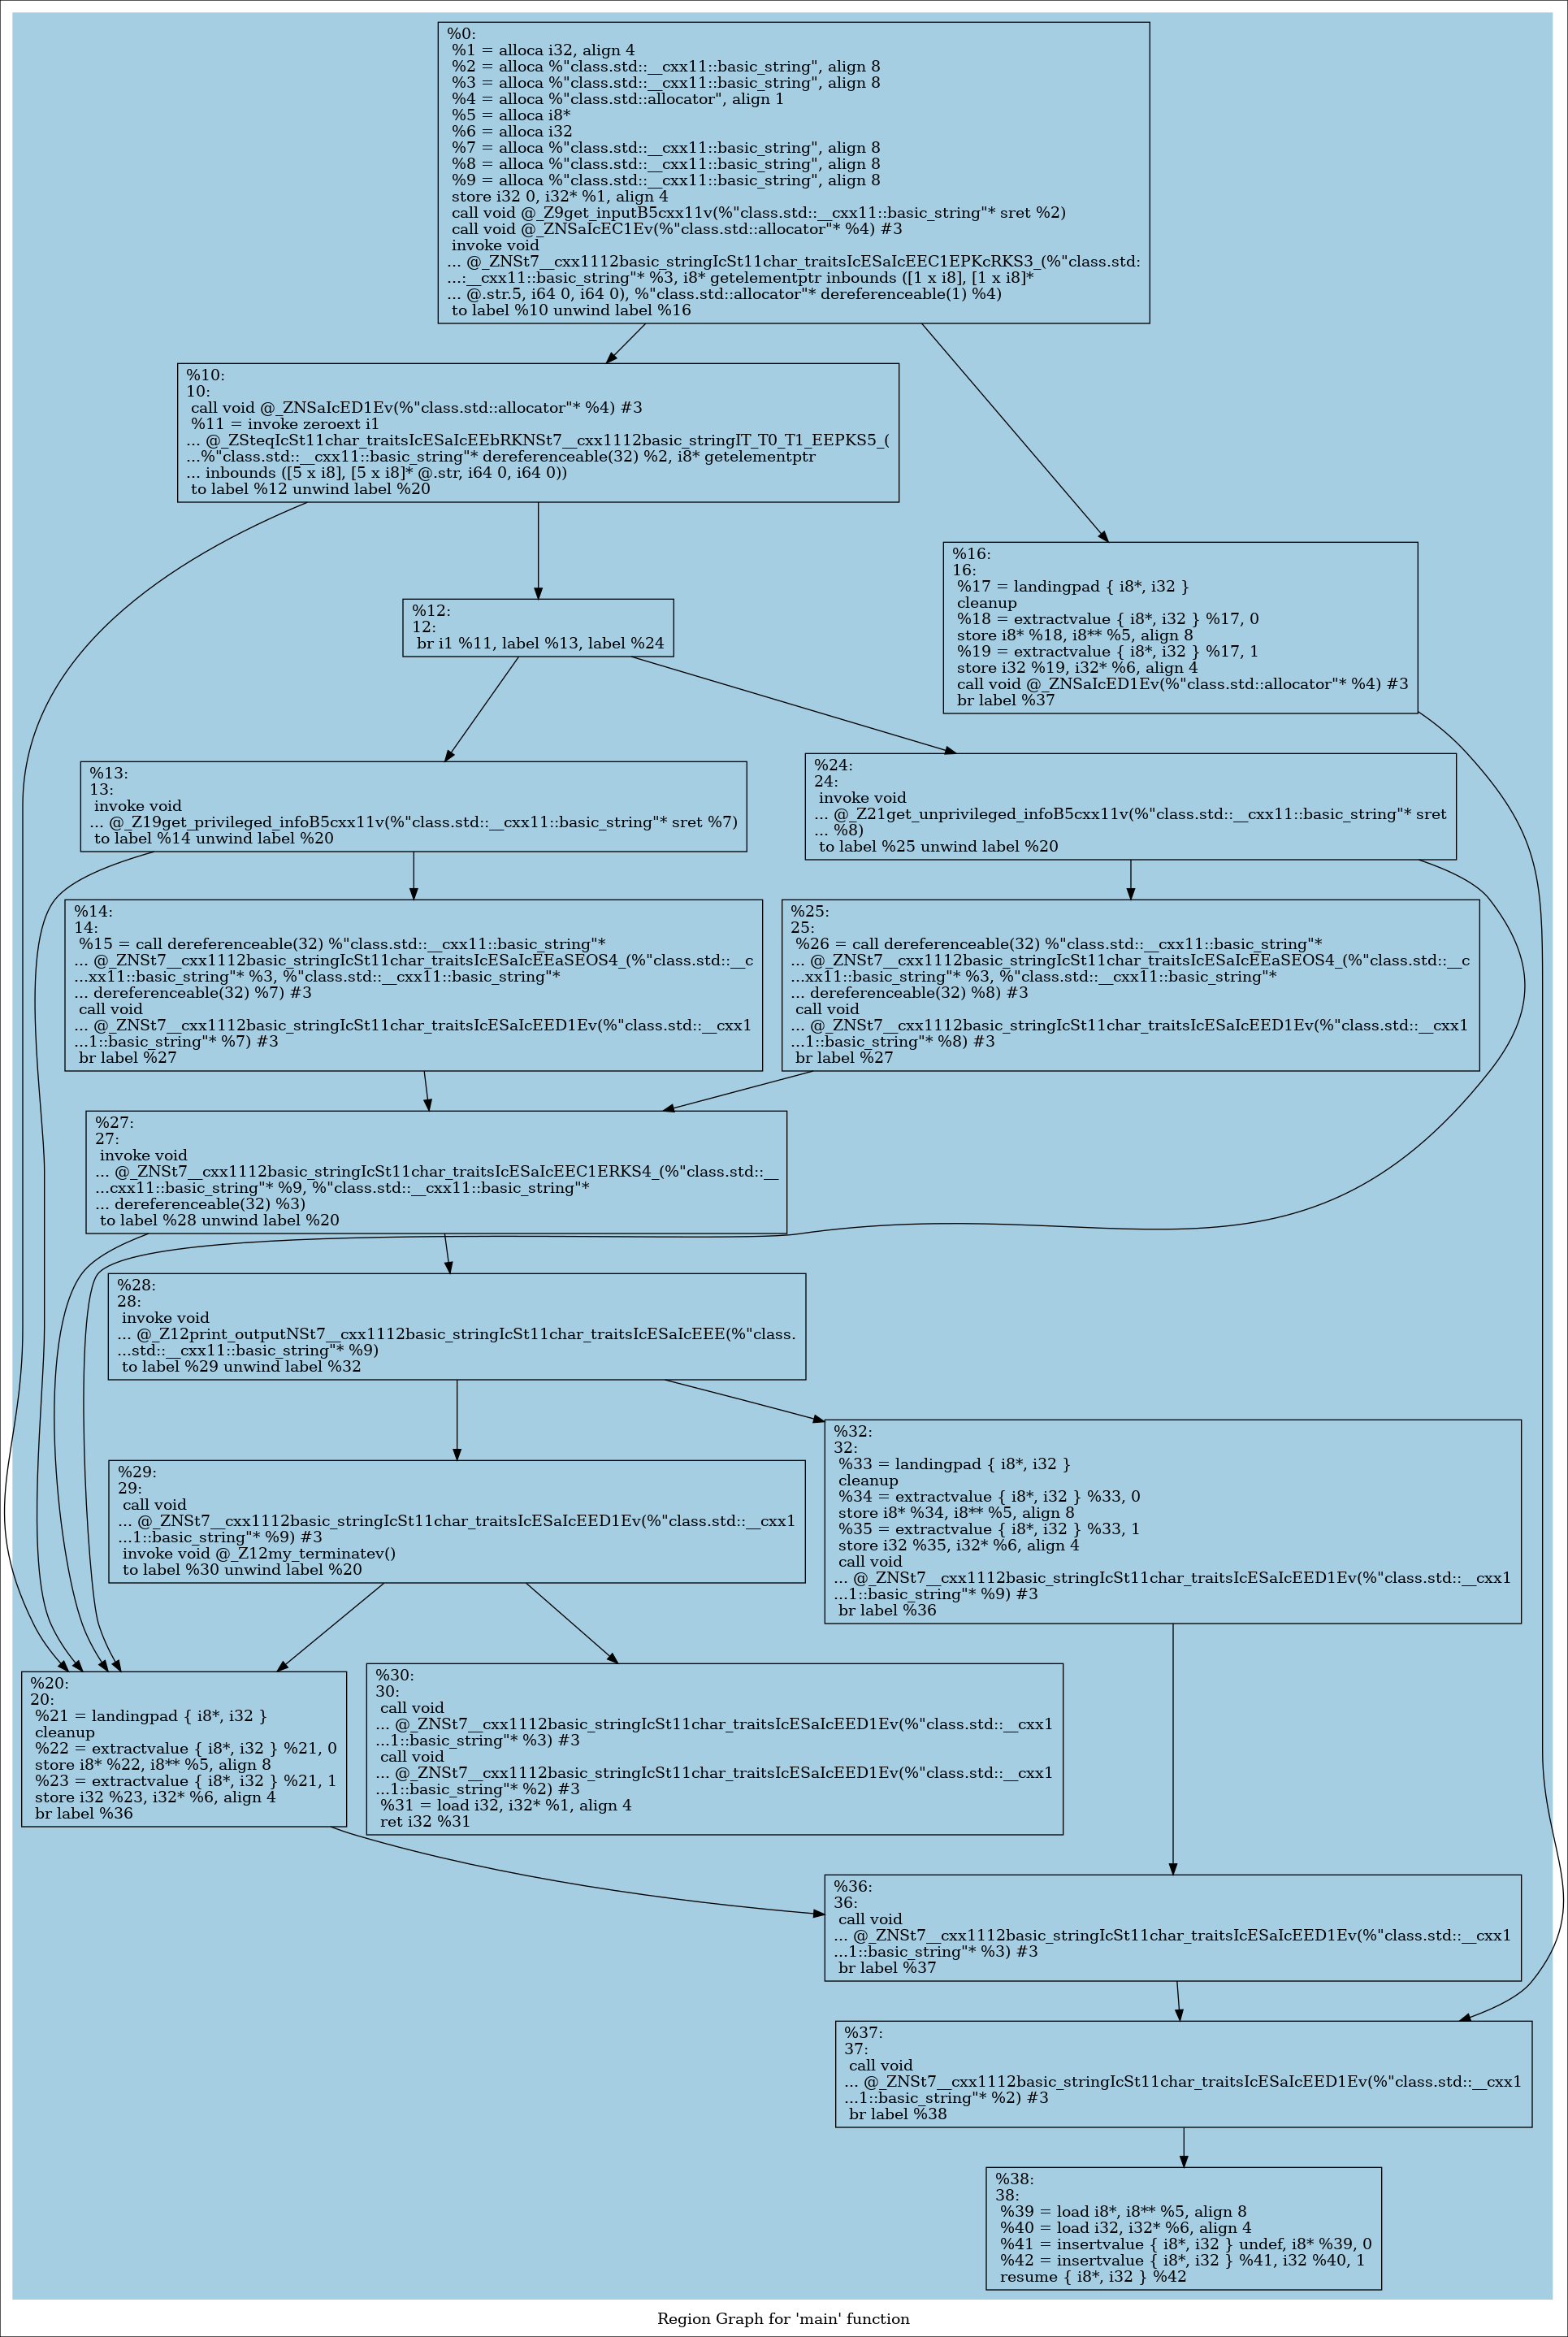 %0:
%1 = alloca i32, align 4
%2 = alloca %"class.std::__cxx11::basic_string", align 8
%3 = alloca %"class.std::__cxx11::basic_string", align 8
%4 = alloca %"class.std::allocator", align 1
%5 = alloca i8*
%6 = alloca i32
%7 = alloca %"class.std::__cxx11::basic_string", align 8
%8 = alloca %"class.std::__cxx11::basic_string", align 8
%9 = alloca %"class.std::__cxx11::basic_string", align 8
store i32 0, i32* %1, align 4
call void @_Z9get_inputB5cxx11v(%"class.std::__cxx11::basic_string"* sret %2)
call void @_ZNSaIcEC1Ev(%"class.std::allocator"* %4) #3
invoke void
... @_ZNSt7__cxx1112basic_stringIcSt11char_traitsIcESaIcEEC1EPKcRKS3_(%"class.std:
...:__cxx11::basic_string"* %3, i8* getelementptr inbounds ([1 x i8], [1 x i8]*
... @.str.5, i64 0, i64 0), %"class.std::allocator"* dereferenceable(1) %4)
to label %10 unwind label %16
%10:
10:
call void @_ZNSaIcED1Ev(%"class.std::allocator"* %4) #3
%11 = invoke zeroext i1
... @_ZSteqIcSt11char_traitsIcESaIcEEbRKNSt7__cxx1112basic_stringIT_T0_T1_EEPKS5_(
...%"class.std::__cxx11::basic_string"* dereferenceable(32) %2, i8* getelementptr
... inbounds ([5 x i8], [5 x i8]* @.str, i64 0, i64 0))
to label %12 unwind label %20
%16:
16:
%17 = landingpad { i8*, i32 }
cleanup
%18 = extractvalue { i8*, i32 } %17, 0
store i8* %18, i8** %5, align 8
%19 = extractvalue { i8*, i32 } %17, 1
store i32 %19, i32* %6, align 4
call void @_ZNSaIcED1Ev(%"class.std::allocator"* %4) #3
br label %37
%12:
12:
br i1 %11, label %13, label %24
%13:
13:
invoke void
... @_Z19get_privileged_infoB5cxx11v(%"class.std::__cxx11::basic_string"* sret %7)
to label %14 unwind label %20
%24:
24:
invoke void
... @_Z21get_unprivileged_infoB5cxx11v(%"class.std::__cxx11::basic_string"* sret
... %8)
to label %25 unwind label %20
%14:
14:
%15 = call dereferenceable(32) %"class.std::__cxx11::basic_string"*
... @_ZNSt7__cxx1112basic_stringIcSt11char_traitsIcESaIcEEaSEOS4_(%"class.std::__c
...xx11::basic_string"* %3, %"class.std::__cxx11::basic_string"*
... dereferenceable(32) %7) #3
call void
... @_ZNSt7__cxx1112basic_stringIcSt11char_traitsIcESaIcEED1Ev(%"class.std::__cxx1
...1::basic_string"* %7) #3
br label %27
%25:
25:
%26 = call dereferenceable(32) %"class.std::__cxx11::basic_string"*
... @_ZNSt7__cxx1112basic_stringIcSt11char_traitsIcESaIcEEaSEOS4_(%"class.std::__c
...xx11::basic_string"* %3, %"class.std::__cxx11::basic_string"*
... dereferenceable(32) %8) #3
call void
... @_ZNSt7__cxx1112basic_stringIcSt11char_traitsIcESaIcEED1Ev(%"class.std::__cxx1
...1::basic_string"* %8) #3
br label %27
%27:
27:
invoke void
... @_ZNSt7__cxx1112basic_stringIcSt11char_traitsIcESaIcEEC1ERKS4_(%"class.std::__
...cxx11::basic_string"* %9, %"class.std::__cxx11::basic_string"*
... dereferenceable(32) %3)
to label %28 unwind label %20
%28:
28:
invoke void
... @_Z12print_outputNSt7__cxx1112basic_stringIcSt11char_traitsIcESaIcEEE(%"class.
...std::__cxx11::basic_string"* %9)
to label %29 unwind label %32
%29:
29:
call void
... @_ZNSt7__cxx1112basic_stringIcSt11char_traitsIcESaIcEED1Ev(%"class.std::__cxx1
...1::basic_string"* %9) #3
invoke void @_Z12my_terminatev()
to label %30 unwind label %20
%32:
32:
%33 = landingpad { i8*, i32 }
cleanup
%34 = extractvalue { i8*, i32 } %33, 0
store i8* %34, i8** %5, align 8
%35 = extractvalue { i8*, i32 } %33, 1
store i32 %35, i32* %6, align 4
call void
... @_ZNSt7__cxx1112basic_stringIcSt11char_traitsIcESaIcEED1Ev(%"class.std::__cxx1
...1::basic_string"* %9) #3
br label %36
%20:
20:
%21 = landingpad { i8*, i32 }
cleanup
%22 = extractvalue { i8*, i32 } %21, 0
store i8* %22, i8** %5, align 8
%23 = extractvalue { i8*, i32 } %21, 1
store i32 %23, i32* %6, align 4
br label %36
%30:
30:
call void
... @_ZNSt7__cxx1112basic_stringIcSt11char_traitsIcESaIcEED1Ev(%"class.std::__cxx1
...1::basic_string"* %3) #3
call void
... @_ZNSt7__cxx1112basic_stringIcSt11char_traitsIcESaIcEED1Ev(%"class.std::__cxx1
...1::basic_string"* %2) #3
%31 = load i32, i32* %1, align 4
ret i32 %31
%36:
36:
call void
... @_ZNSt7__cxx1112basic_stringIcSt11char_traitsIcESaIcEED1Ev(%"class.std::__cxx1
...1::basic_string"* %3) #3
br label %37
%37:
37:
call void
... @_ZNSt7__cxx1112basic_stringIcSt11char_traitsIcESaIcEED1Ev(%"class.std::__cxx1
...1::basic_string"* %2) #3
br label %38
%38:
38:
%39 = load i8*, i8** %5, align 8
%40 = load i32, i32* %6, align 4
%41 = insertvalue { i8*, i32 } undef, i8* %39, 0
%42 = insertvalue { i8*, i32 } %41, i32 %40, 1
resume { i8*, i32 } %42
Region Graph for 'main' function